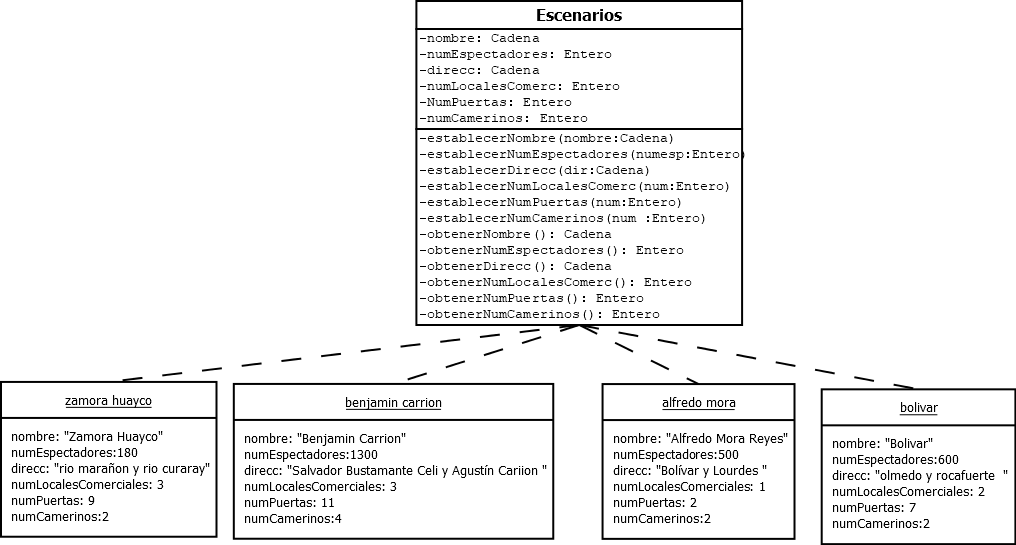 Escenarios
-nombre: Cadena
-numEspectadores: Entero
-direcc: Cadena
-numLocalesComerc: Entero
-NumPuertas: Entero
-numCamerinos: Entero
-establecerNombre(nombre:Cadena)
-establecerNumEspectadores(numesp:Entero)
-establecerDirecc(dir:Cadena)
-establecerNumLocalesComerc(num:Entero)
-establecerNumPuertas(num:Entero)
-establecerNumCamerinos(num :Entero)
-obtenerNombre(): Cadena
-obtenerNumEspectadores(): Entero
-obtenerDirecc(): Cadena
-obtenerNumLocalesComerc(): Entero
-obtenerNumPuertas(): Entero
-obtenerNumCamerinos(): Entero
zamora huayco
nombre: "Zamora Huayco"
numEspectadores:180
direcc: "rio marañon y rio curaray"
numLocalesComerciales: 3
numPuertas: 9
numCamerinos:2
benjamin carrion
nombre: "Benjamin Carrion"
numEspectadores:1300
direcc: "Salvador Bustamante Celi y Agustín Cariion "
numLocalesComerciales: 3
numPuertas: 11
numCamerinos:4
alfredo mora
nombre: "Alfredo Mora Reyes"
numEspectadores:500
direcc: "Bolívar y Lourdes "
numLocalesComerciales: 1
numPuertas: 2
numCamerinos:2
bolivar
nombre: "Bolivar"
numEspectadores:600
direcc: "olmedo y rocafuerte  "
numLocalesComerciales: 2
numPuertas: 7
numCamerinos:2